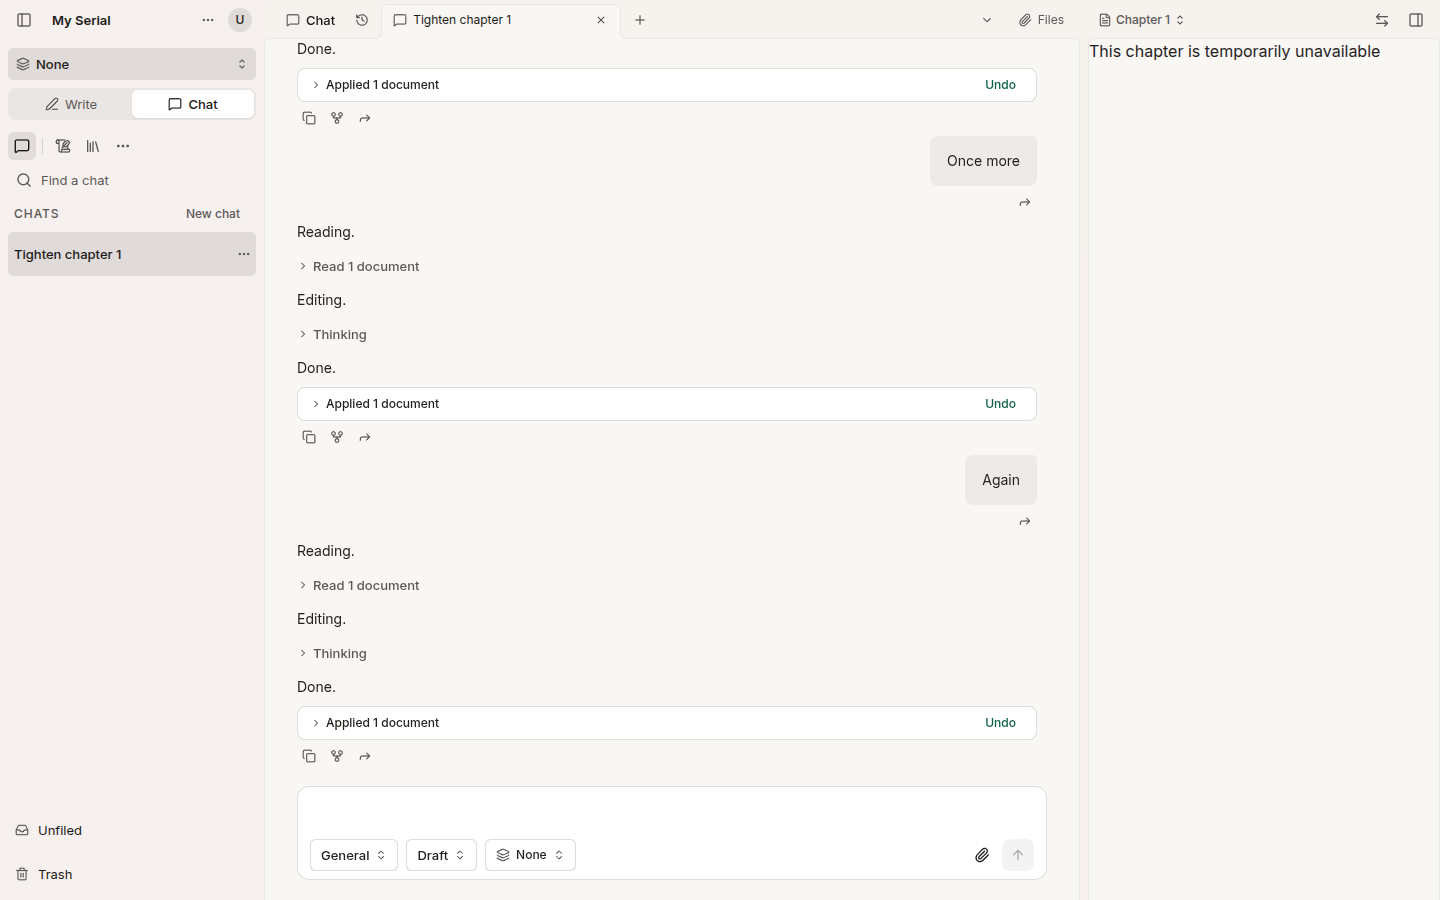 My Serial
U
None
Write
Chat
Find a chat
CHATS
New chat
Tighten chapter 1
Unfiled
Trash
Chat
Tighten chapter 1
Files
Done.
Applied 1 document
Undo
Once more
Reading.
Read 1 document
Editing.
Thinking
Done.
Applied 1 document
Undo
Again
Reading.
Read 1 document
Editing.
Thinking
Done.
Applied 1 document
Undo
General
Draft
None
Chapter 1
This chapter is temporarily unavailable